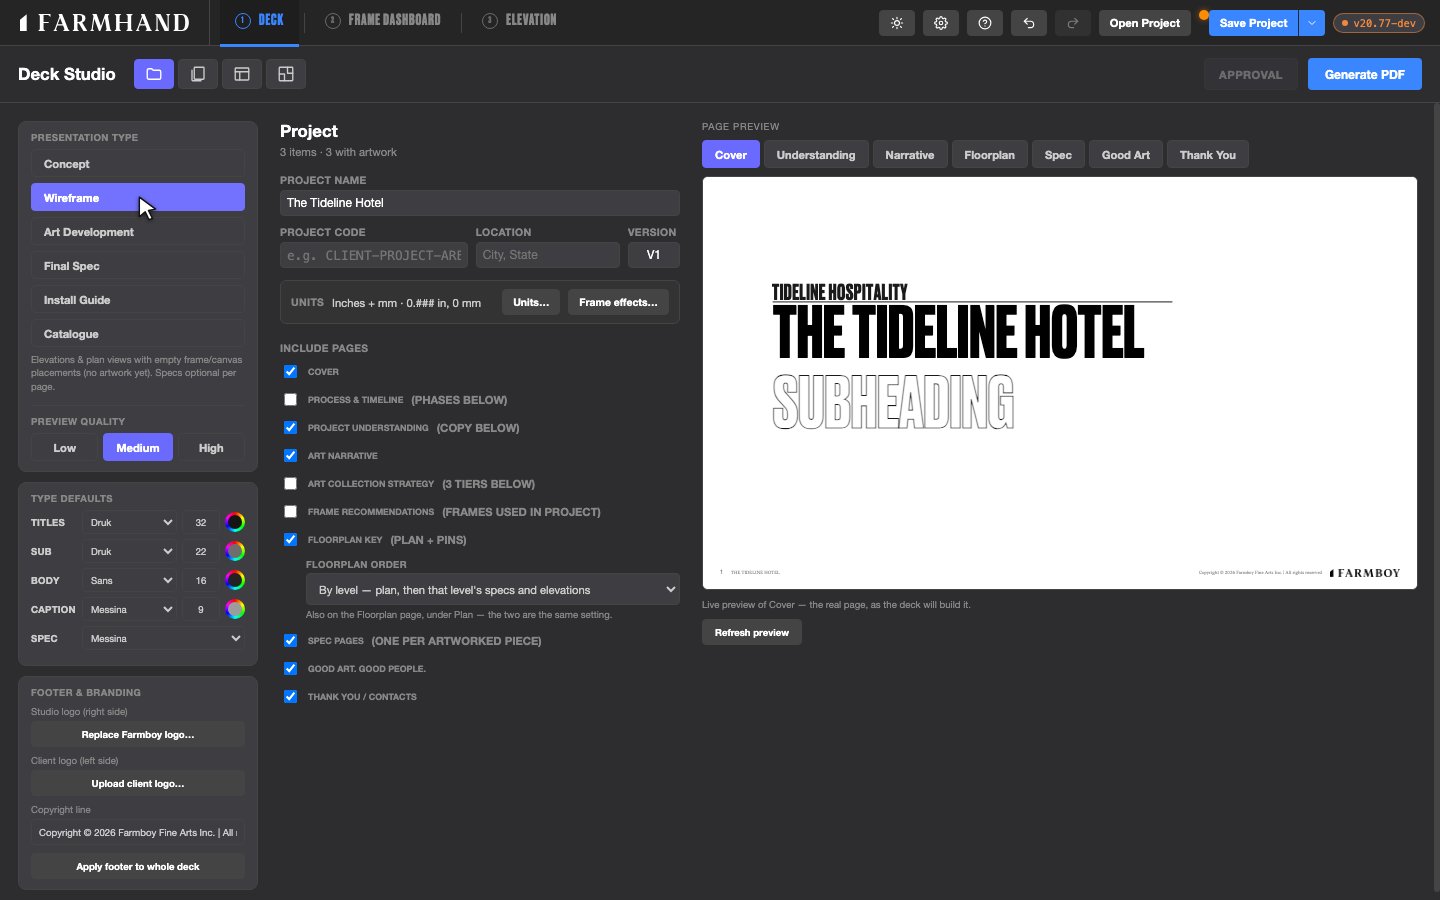 FARMHAND
1 DECK
2 FRAME DASHBOARD
3 ELEVATION
Open Project
Save Project
v20.77-dev
Deck Studio
APPROVAL
Generate PDF
PRESENTATION TYPE
Concept
Wireframe
Art Development
Final Spec
Install Guide
Catalogue
Elevations & plan views with empty frame/canvas
placements (no artwork yet). Specs optional per
page.
PREVIEW QUALITY
Low Medium High
TYPE DEFAULTS
TITLES Druk 32
SUB Druk 22
BODY Sans 16
CAPTION Messina 9
SPEC Messina
FOOTER & BRANDING
Studio logo (right side)
Replace Farmboy logo...
Client logo (left side)
Upload client logo...
Copyright line
Copyright © 2026 Farmboy Fine Arts Inc. | All
Apply footer to whole deck
Project
3 items · 3 with artwork
PROJECT NAME
The Tideline Hotel
PROJECT CODE LOCATION VERSION
e.g. CLIENT-PROJECT-ARE City, State V1
UNITS Inches + mm · 0.### in, 0 mm Units... Frame effects...
INCLUDE PAGES
COVER
PROCESS & TIMELINE (PHASES BELOW)
PROJECT UNDERSTANDING (COPY BELOW)
ART NARRATIVE
ART COLLECTION STRATEGY (3 TIERS BELOW)
FRAME RECOMMENDATIONS (FRAMES USED IN PROJECT)
FLOORPLAN KEY (PLAN + PINS)
FLOORPLAN ORDER
By level — plan, then that level's specs and elevations
Also on the Floorplan page, under Plan — the two are the same setting.
SPEC PAGES (ONE PER ARTWORKED PIECE)
GOOD ART. GOOD PEOPLE.
THANK YOU / CONTACTS
PAGE PREVIEW
Cover Understanding Narrative Floorplan Spec Good Art Thank You
TIDELINE HOSPITALITY
THE TIDELINE HOTEL
SUBHEADING
1 THE TIDELINE HOTEL
Copyright © 2026 Farmboy Fine Arts Inc. | All rights reserved
FARMBOY
Live preview of Cover — the real page, as the deck will build it.
Refresh preview